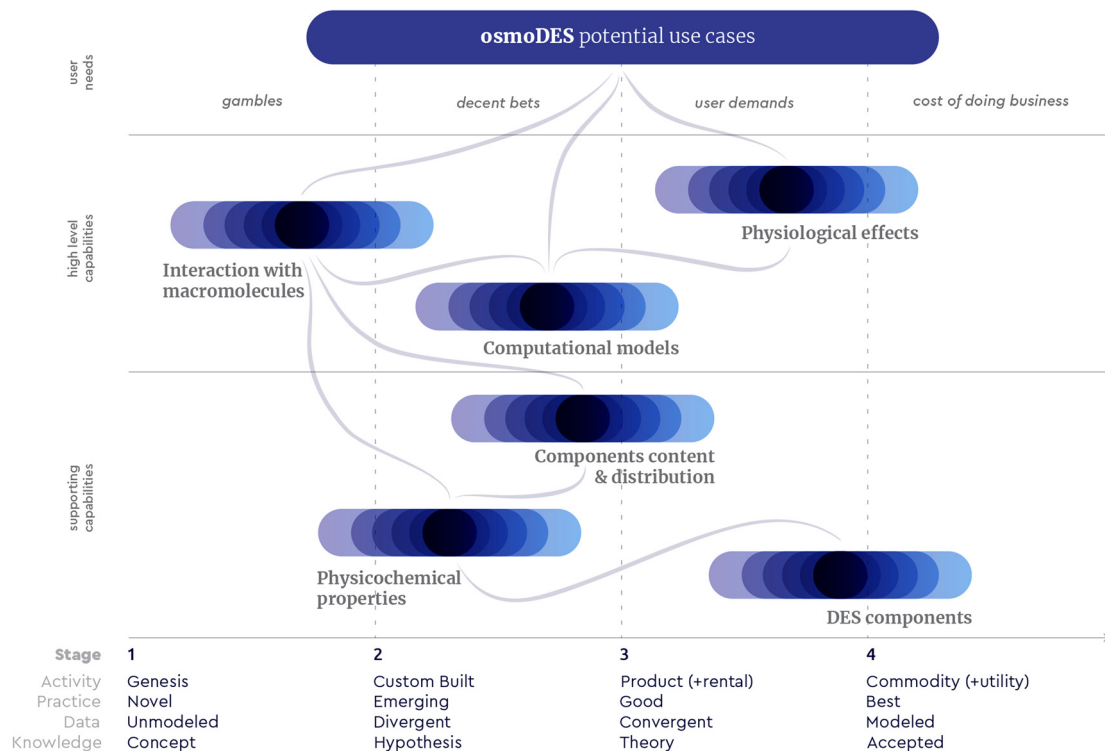 osmoDES potential use cases
user
needs
gambles
decent bets
user demands
cost of doing business
high level
capabilities
Physiological effects
Interaction with
macromolecules
Computational models
supporting
capabilities
Components content
& distribution
Physicochemical
properties
DES components
Stage 1 2 3 4
Activity Genesis Custom Built Product (+rental) Commodity (+utility)
Practice Novel Emerging Good Best
Data Unmodeled Divergent Convergent Modeled
Knowledge Concept Hypothesis Theory Accepted